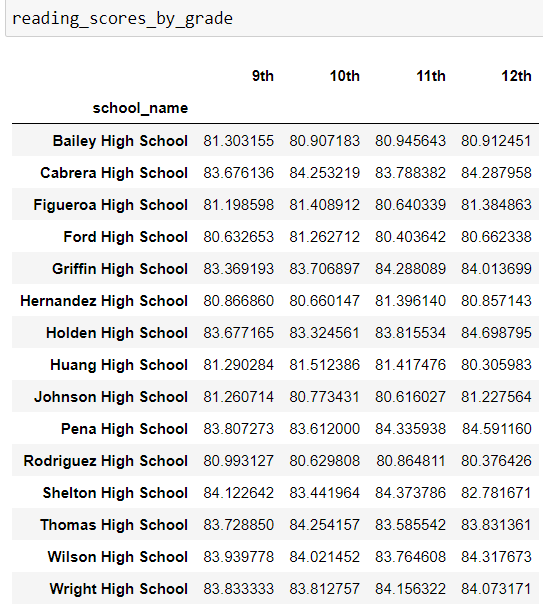 reading_scores_by_grade
9th 10th 11th 12th
school_name
Bailey High School 81.303155 80.907183 80.945643 80.912451
Cabrera High School 83.676136 84.253219 83.788382 84.287958
Figueroa High School 81.198598 81.408912 80.640339 81.384863
Ford High School 80.632653 81.262712 80.403642 80.662338
Griffin High School 83.369193 83.706897 84.288089 84.013699
Hernandez High School 80.866860 80.660147 81.396140 80.857143
Holden High School 83.677165 83.324561 83.815534 84.698795
Huang High School 81.290284 81.512386 81.417476 80.305983
Johnson High School 81.260714 80.773431 80.616027 81.227564
Pena High School 83.807273 83.612000 84.335938 84.591160
Rodriguez High School 80.993127 80.629808 80.864811 80.376426
Shelton High School 84.122642 83.441964 84.373786 82.781671
Thomas High School 83.728850 84.254157 83.585542 83.831361
Wilson High School 83.939778 84.021452 83.764608 84.317673
Wright High School 83.833333 83.812757 84.156322 84.073171